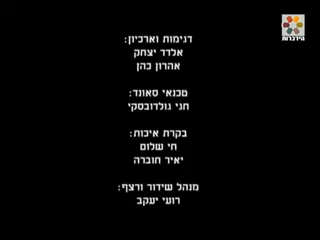 הידברות
דגימות וארכיון:
אלדד יצחק
אהרון כהן
טכנאי סאונד:
חגי גולדובסקי
בקרת איכות:
חי שלום
יאיר חוברה
מנהל שידור ורצף:
רועי יעקב